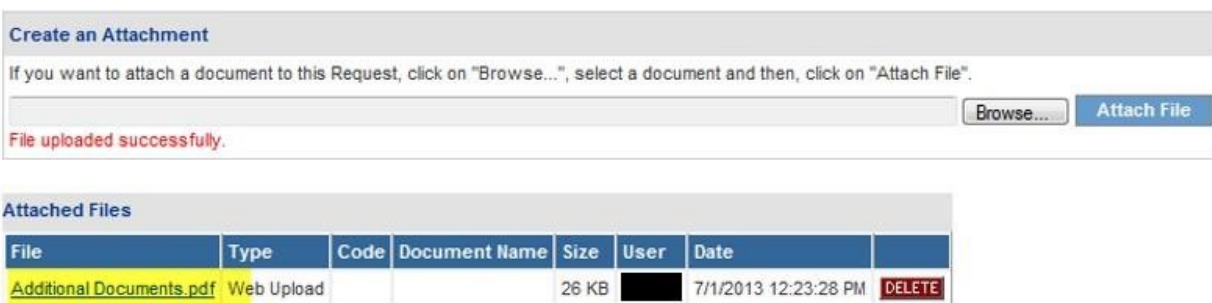 Create an Attachment
If you want to attach a document to this Request, click on "Browse...", select a document and then, click on "Attach File".
Browse... Attach File
File uploaded successfully.
Attached Files
File Type Code Document Name Size User Date
Additional Documents.pdf Web Upload 26 KB 7/1/2013 12:23:28 PM DELETE